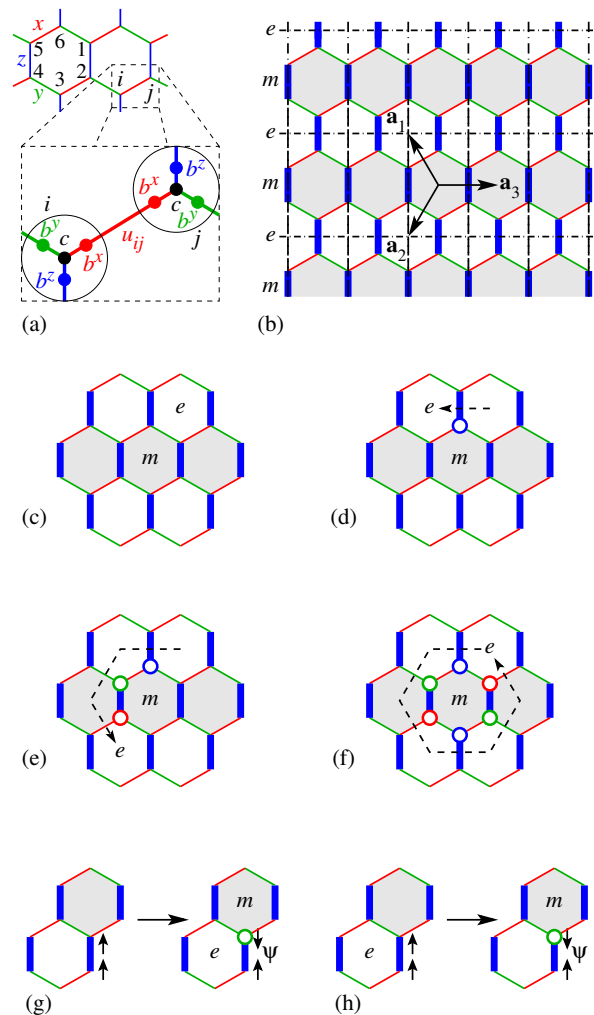 x
6
5 1
z
4 3 2
y
i
j
b^z
b^x
c
b^y
j
i
b^y
c
u_ij
b^x
b^z
(a)
e
m
e
a_1
m
a_3
e
a_2
m
(b)
e
m
(c)
e
m
(d)
m
e
(e)
e
m
(f)
m
e
ψ
(g)
e
m
ψ
(h)